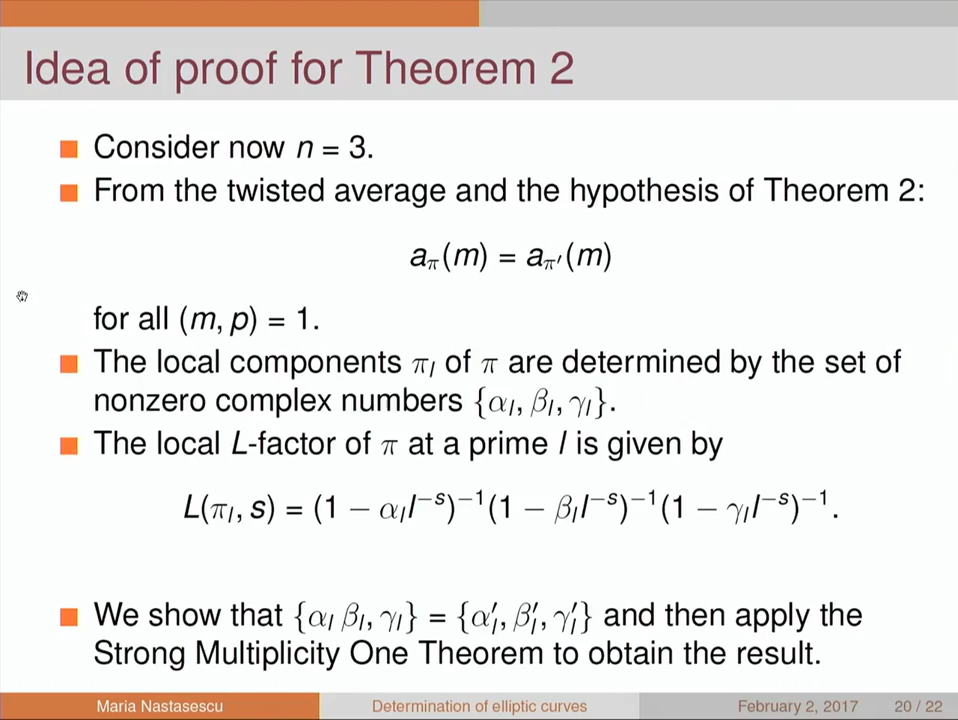 Idea of proof for Theorem 2
Consider now n = 3.
From the twisted average and the hypothesis of Theorem 2:
a_π(m) = a_π′(m)
for all (m, p) = 1.
The local components π_l of π are determined by the set of
nonzero complex numbers {α_l, β_l, γ_l}.
The local L-factor of π at a prime l is given by
L(π_l, s) = (1 − α_l l^{−s})^{−1}(1 − β_l l^{−s})^{−1}(1 − γ_l l^{−s})^{−1}.
We show that {α_l β_l, γ_l} = {α′_l, β′_l, γ′_l} and then apply the
Strong Multiplicity One Theorem to obtain the result.
Maria Nastasescu Determination of elliptic curves February 2, 2017 20 / 22